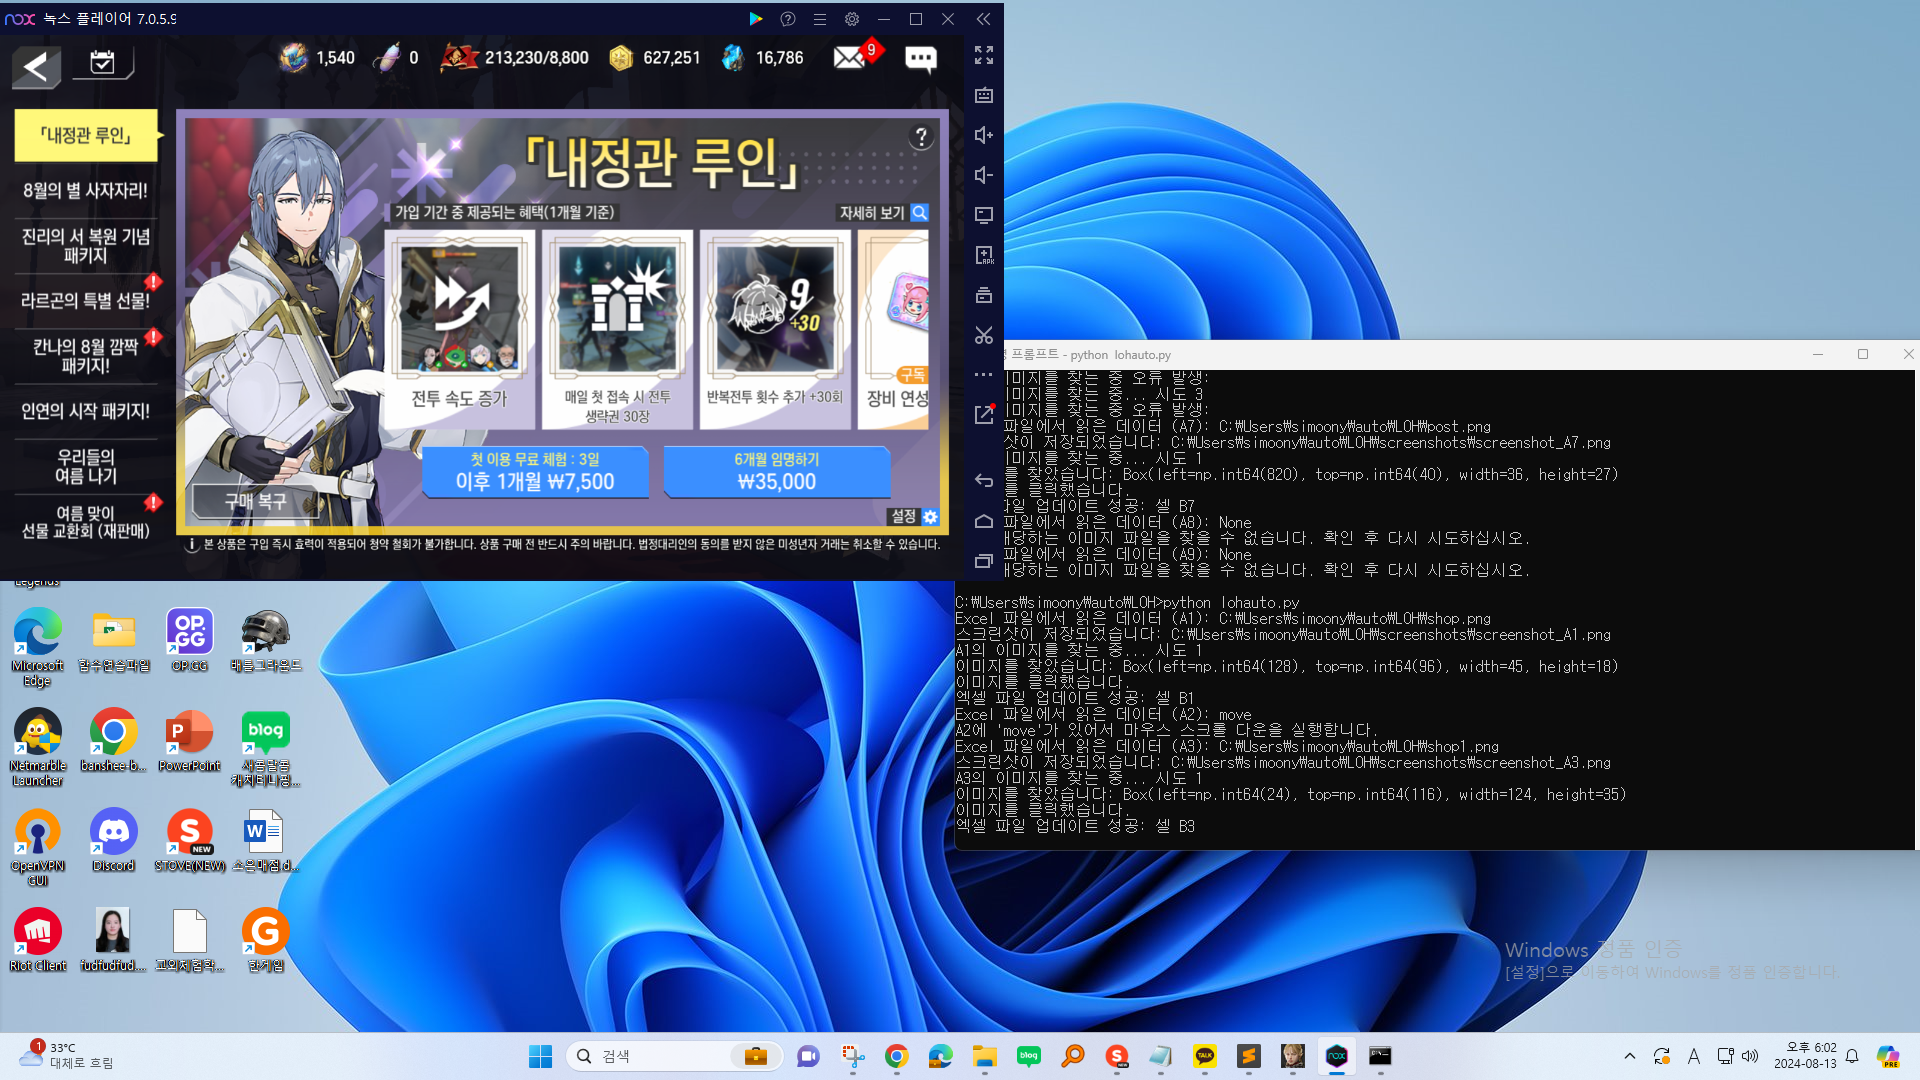 nox 녹스 플레이어 7.0.5.9
1,540
0
213,230/8,800
627,251
16,786
9
「내정관 루인」
8월의 별 사자자리!
진리의 서 복원 기념
패키지
라르곤의 특별 선물!
칸나의 8월 깜짝
패키지!
인연의 시작 패키지!
우리들의
여름 나기
여름 맞이
선물 교환회 (재판매)
「내정관 루인」
?
가입 기간 중 제공되는 혜택(1개월 기준)
자세히 보기
전투 속도 증가
매일 첫 접속 시 전투
생략권 30장
9
+30
반복전투 횟수 추가 +30회
구독
장비 연성
첫 이용 무료 체험 : 3일
이후 1개월 ₩7,500
6개월 임명하기
₩35,000
구매 복구
설정
본 상품은 구입 즉시 효력이 적용되어 청약 철회가 불가합니다. 상품 구매 전 반드시 주의 바랍니다. 법정대리인의 동의를 받지 않은 미성년자 거래는 취소할 수 있습니다.
프롬프트 - python  lohauto.py
이미지를 찾는 중 오류 발생:
이미지를 찾는 중... 시도 3
이미지를 찾는 중 오류 발생:
파일에서 읽은 데이터 (A7): C:₩Users₩simoony₩auto₩LOH₩post.png
샷이 저장되었습니다: C:₩Users₩simoony₩auto₩LOH₩screenshots₩screenshot_A7.png
이미지를 찾는 중... 시도 1
를 찾았습니다: Box(left=np.int64(820), top=np.int64(40), width=36, height=27)
를 클릭했습니다.
파일 업데이트 성공: 셀 B7
파일에서 읽은 데이터 (A8): None
해당하는 이미지 파일을 찾을 수 없습니다. 확인 후 다시 시도하십시오.
파일에서 읽은 데이터 (A9): None
해당하는 이미지 파일을 찾을 수 없습니다. 확인 후 다시 시도하십시오.
C:₩Users₩simoony₩auto₩LOH>python lohauto.py
Excel 파일에서 읽은 데이터 (A1): C:₩Users₩simoony₩auto₩LOH₩shop.png
스크린샷이 저장되었습니다: C:₩Users₩simoony₩auto₩LOH₩screenshots₩screenshot_A1.png
A1의 이미지를 찾는 중... 시도 1
이미지를 찾았습니다: Box(left=np.int64(128), top=np.int64(96), width=45, height=18)
이미지를 클릭했습니다.
엑셀 파일 업데이트 성공: 셀 B1
Excel 파일에서 읽은 데이터 (A2): move
A2에 'move'가 있어서 마우스 스크롤 다운을 실행합니다.
Excel 파일에서 읽은 데이터 (A3): C:₩Users₩simoony₩auto₩LOH₩shop1.png
스크린샷이 저장되었습니다: C:₩Users₩simoony₩auto₩LOH₩screenshots₩screenshot_A3.png
A3의 이미지를 찾는 중... 시도 1
이미지를 찾았습니다: Box(left=np.int64(24), top=np.int64(116), width=124, height=35)
이미지를 클릭했습니다.
엑셀 파일 업데이트 성공: 셀 B3
Legends
Microsoft
Edge
함수연습파일
OP.GG
OP.GG
배틀그라운드
Netmarble
Launcher
banshee-b...
PowerPoint
blog
OpenVPN
GUI
Discord
NEW
STOVE(NEW)
소은매점.d...
Riot Client
fudfudfud....
한게임
Windows 정품 인증
[설정]으로 이동하여 Windows를 정품 인증합니다.
1
33°C
대체로 흐림
검색
blog
TALK
A
오후 6:02
2024-08-13
PRE